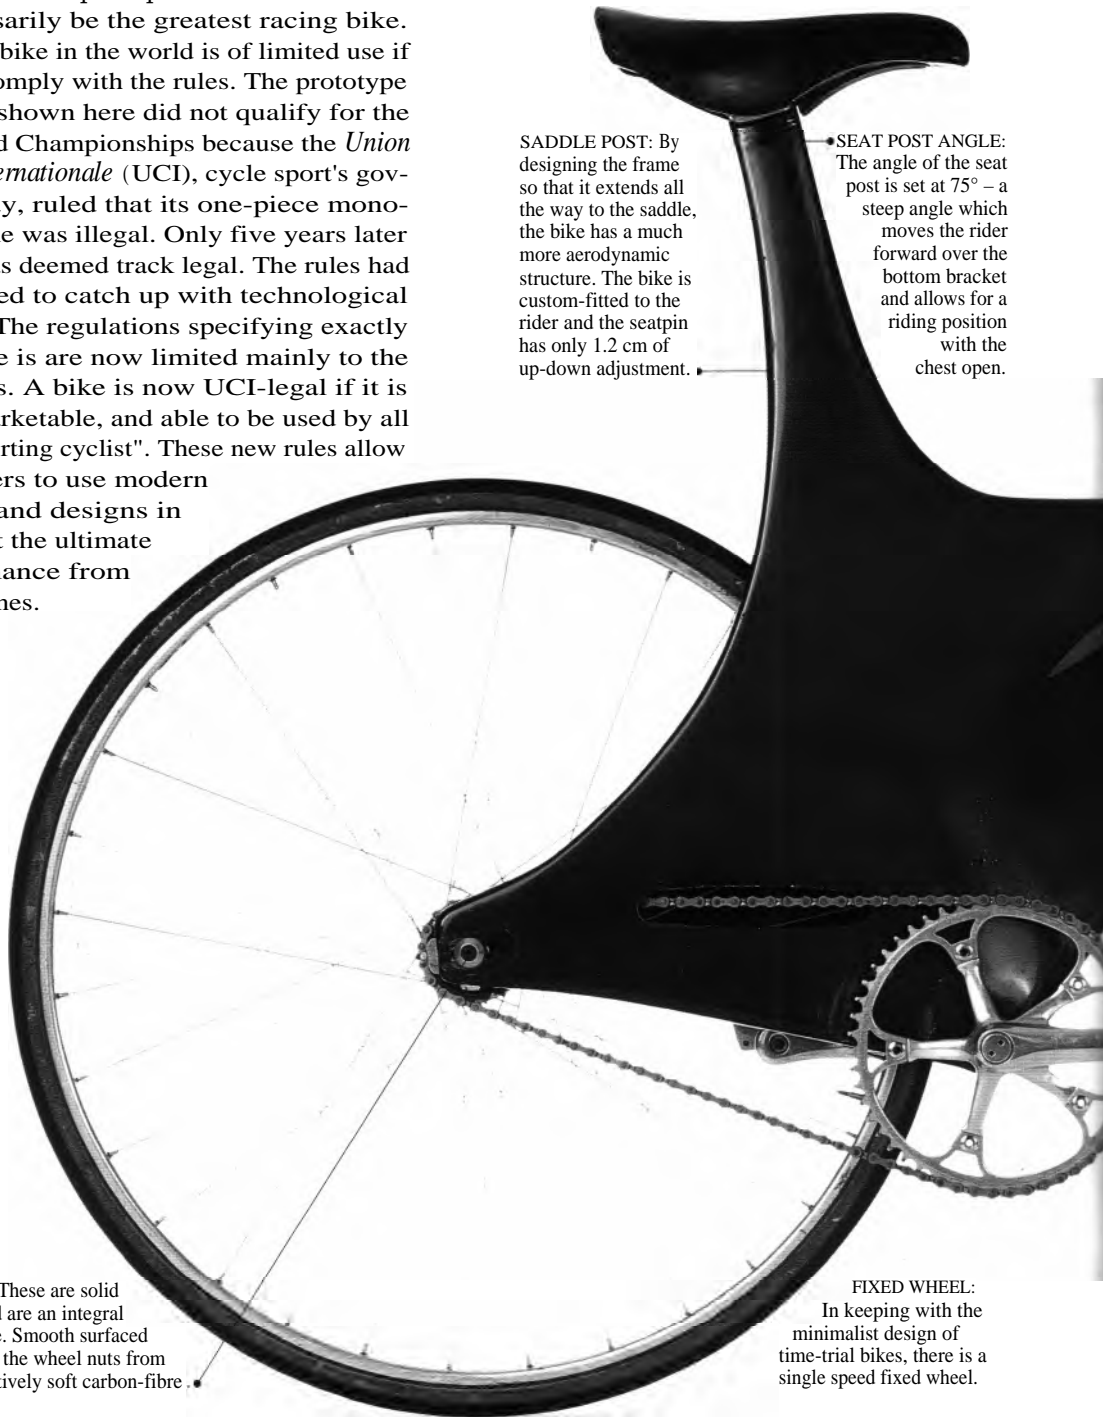 sarily be the greatest racing bike.
bike in the world is of limited use if
omply with the rules. The prototype
shown here did not qualify for the
d Championships because the Union
ernationale (UCI), cycle sport's gov-
y, ruled that its one-piece mono-
e was illegal. Only five years later
s deemed track legal. The rules had
ed to catch up with technological
The regulations specifying exactly
e is are now limited mainly to the
s. A bike is now UCI-legal if it is
rketable, and able to be used by all
rting cyclist". These new rules allow
ers to use modern
and designs in
t the ultimate
ance from
nes.
SADDLE POST: By
designing the frame
so that it extends all
the way to the saddle,
the bike has a much
more aerodynamic
structure. The bike is
custom-fitted to the
rider and the seatpin
has only 1.2 cm of
up-down adjustment.
SEAT POST ANGLE:
The angle of the seat
post is set at 75° – a
steep angle which
moves the rider
forward over the
bottom bracket
and allows for a
riding position
with the
chest open.
These are solid
d are an integral
e. Smooth surfaced
the wheel nuts from
tively soft carbon-fibre.
FIXED WHEEL:
In keeping with the
minimalist design of
time-trial bikes, there is a
single speed fixed wheel.